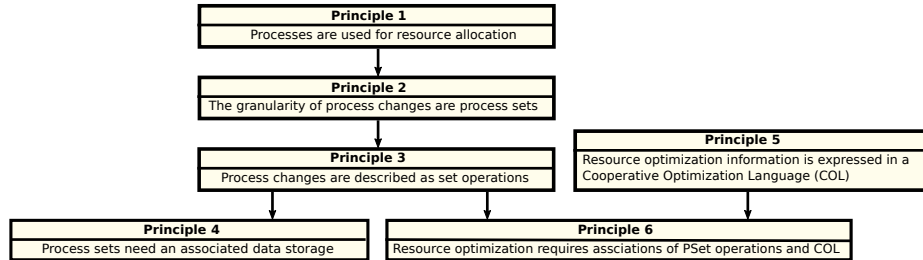 Principle 1
Processes are used for resource allocation
Principle 2
The granularity of process changes are process sets
Principle 3
Process changes are described as set operations
Principle 5
Resource optimization information is expressed in a
Cooperative Optimization Language (COL)
Principle 4
Process sets need an associated data storage
Principle 6
Resource optimization requires assciations of PSet operations and COL